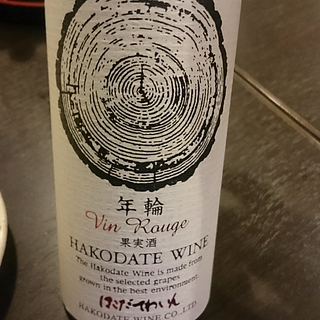 年輪
Vin Rouge
果実酒
HAKODATE WINE
The Hakodate Wine is made from
the selected grapes
grown in the best environment.
はこだてわいん
HAKODATE WINE CO.,LTD.